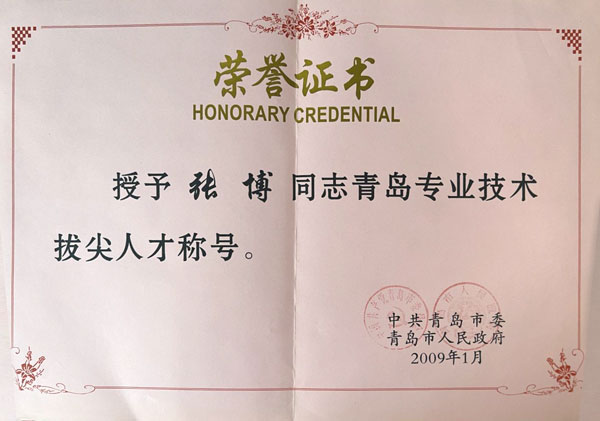 荣誉证书
HONORARY CREDENTIAL
授予 张 博 同志青岛专业技术
拔尖人才称号。
中共青岛市委
青岛市人民政府
2009年1月